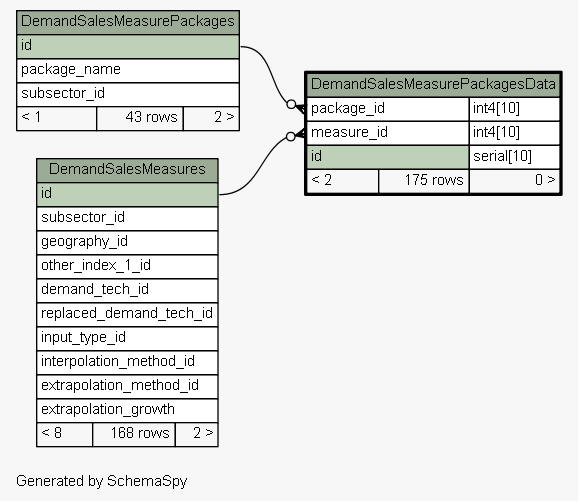 DemandSalesMeasurePackages
id
package_name
subsector_id
< 1 43 rows 2 >
DemandSalesMeasurePackagesData
package_id int4[10]
measure_id int4[10]
id serial[10]
< 2 175 rows 0 >
DemandSalesMeasures
id
subsector_id
geography_id
other_index_1_id
demand_tech_id
replaced_demand_tech_id
input_type_id
interpolation_method_id
extrapolation_method_id
extrapolation_growth
< 8 168 rows 2 >
Generated by SchemaSpy